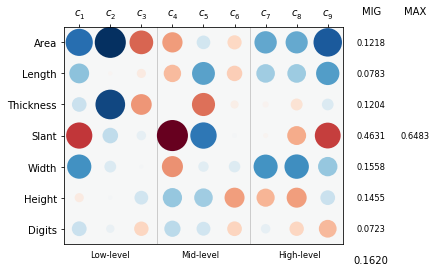 c1 c2 c3 c4 c5 c6 c7 c8 c9 MIG MAX
Area 0.1218
Length 0.0783
Thickness 0.1204
Slant 0.4631 0.6483
Width 0.1558
Height 0.1455
Digits 0.0723
Low-level Mid-level High-level 0.1620